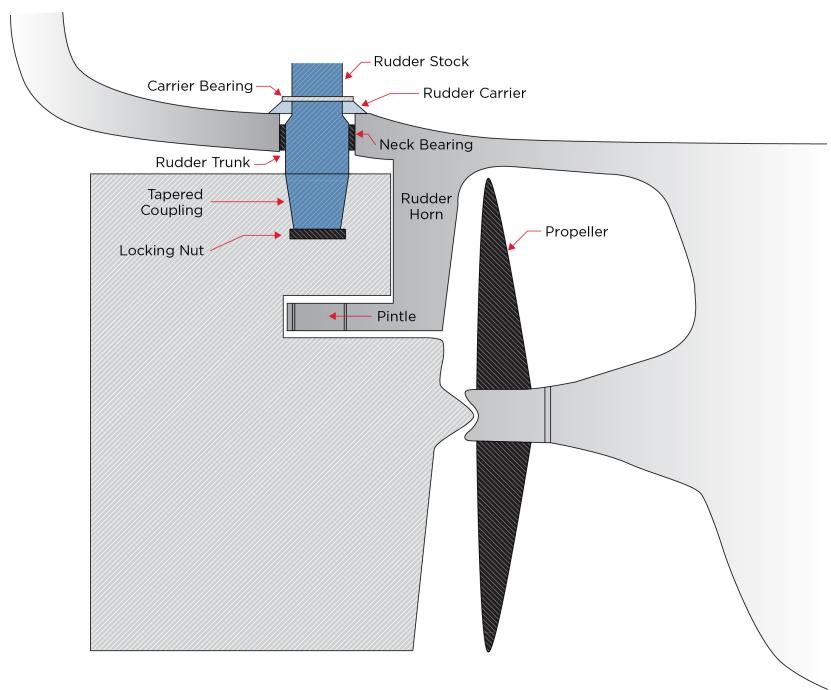 Rudder Stock
Carrier Bearing
Rudder Carrier
Neck Bearing
Rudder Trunk
Tapered
Coupling
Rudder
Horn
Propeller
Locking Nut
Pintle